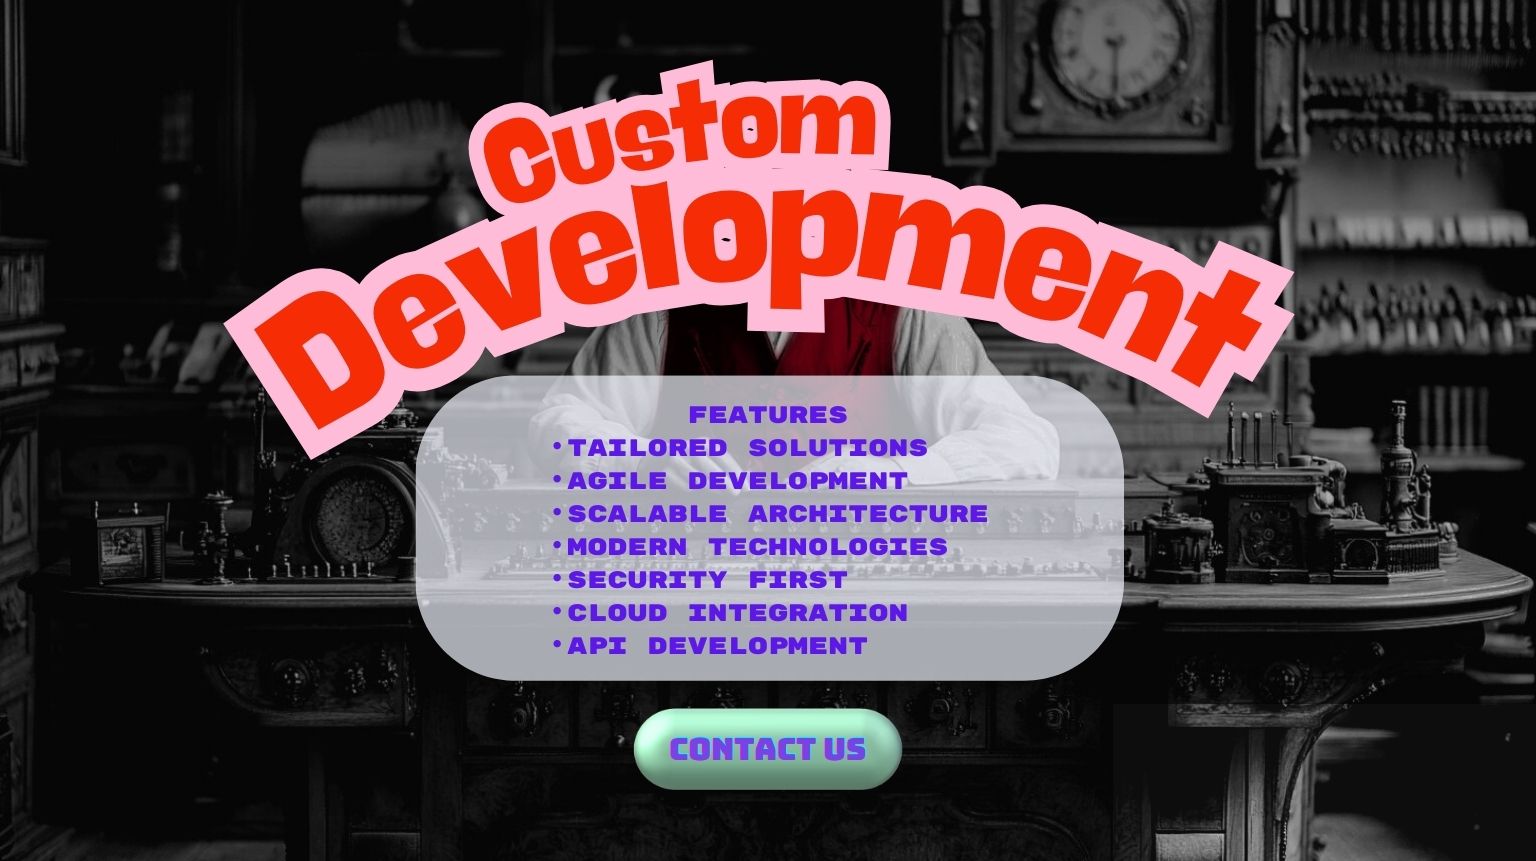 Custom
Development
FEATURES
•TAILORED SOLUTIONS
•AGILE DEVELOPMENT
•SCALABLE ARCHITECTURE
•MODERN TECHNOLOGIES
•SECURITY FIRST
•CLOUD INTEGRATION
•API DEVELOPMENT
CONTACT US